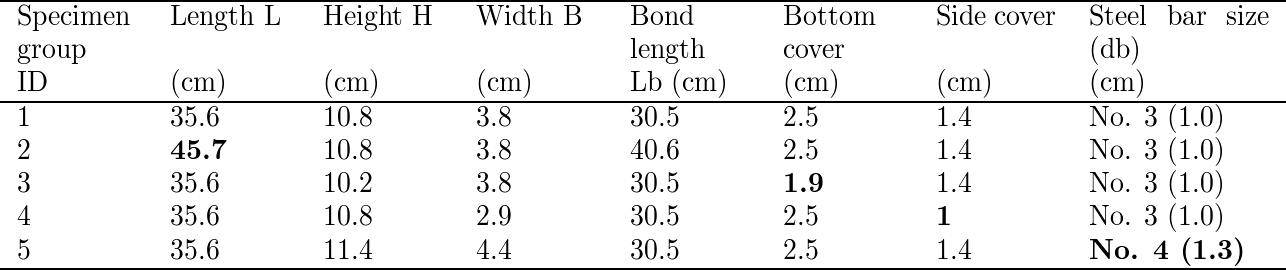 Specimen Length L Height H Width B Bond Bottom Side cover Steel bar size
group length cover (db)
ID (cm) (cm) (cm) Lb (cm) (cm) (cm) (cm)
1 35.6 10.8 3.8 30.5 2.5 1.4 No. 3 (1.0)
2 45.7 10.8 3.8 40.6 2.5 1.4 No. 3 (1.0)
3 35.6 10.2 3.8 30.5 1.9 1.4 No. 3 (1.0)
4 35.6 10.8 2.9 30.5 2.5 1 No. 3 (1.0)
5 35.6 11.4 4.4 30.5 2.5 1.4 No. 4 (1.3)